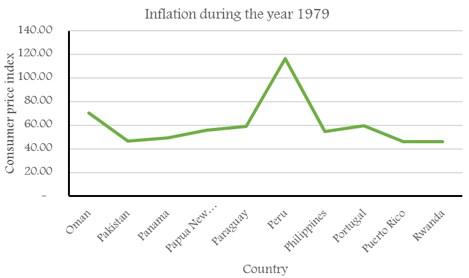 Inflation during the year 1979
Consumer price index
140.00
120.00
100.00
80.00
60.00
40.00
20.00
-
Oman
Pakistan
Panama
Papua New...
Paraguay
Peru
Philippines
Portugal
Puerto Rico
Rwanda
Country